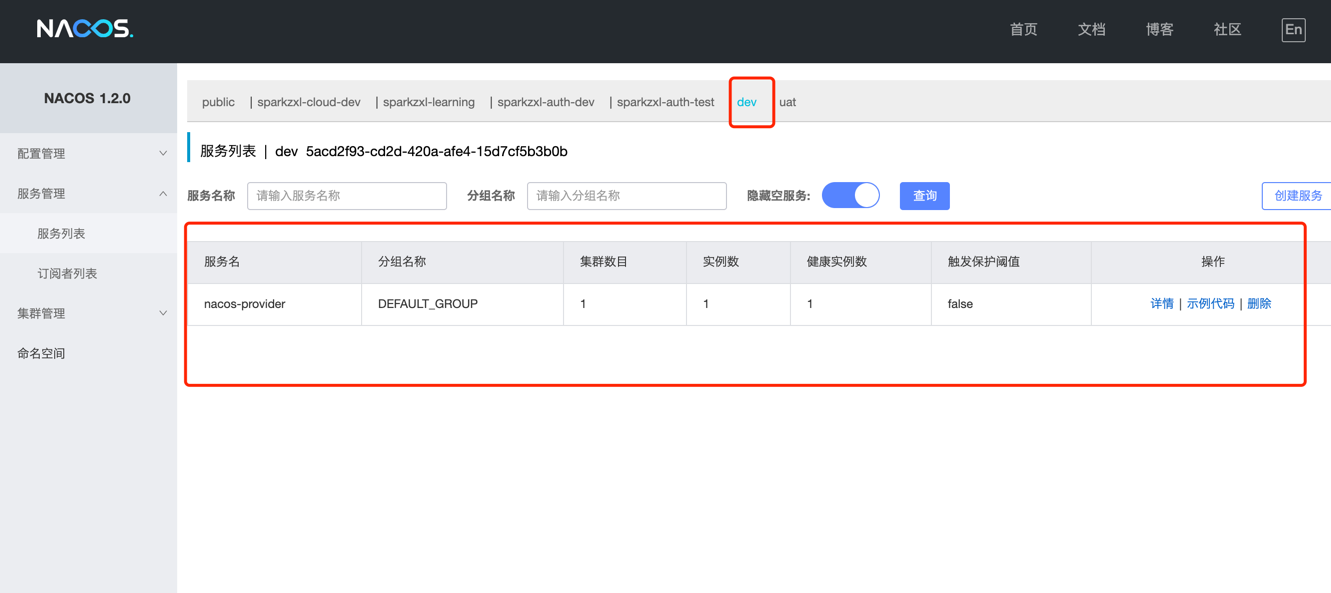 NACOS. 首页 文档 博客 社区 En
NACOS 1.2.0
配置管理
服务管理
服务列表
订阅者列表
集群管理
命名空间
public | sparkzxl-cloud-dev | sparkzxl-learning | sparkzxl-auth-dev | sparkzxl-auth-test dev uat
服务列表 | dev 5acd2f93-cd2d-420a-afe4-15d7cf5b3b0b
服务名称 请输入服务名称 分组名称 请输入分组名称 隐藏空服务: 查询 创建服务
服务名 分组名称 集群数目 实例数 健康实例数 触发保护阈值 操作
nacos-provider DEFAULT_GROUP 1 1 1 false 详情 | 示例代码 | 删除